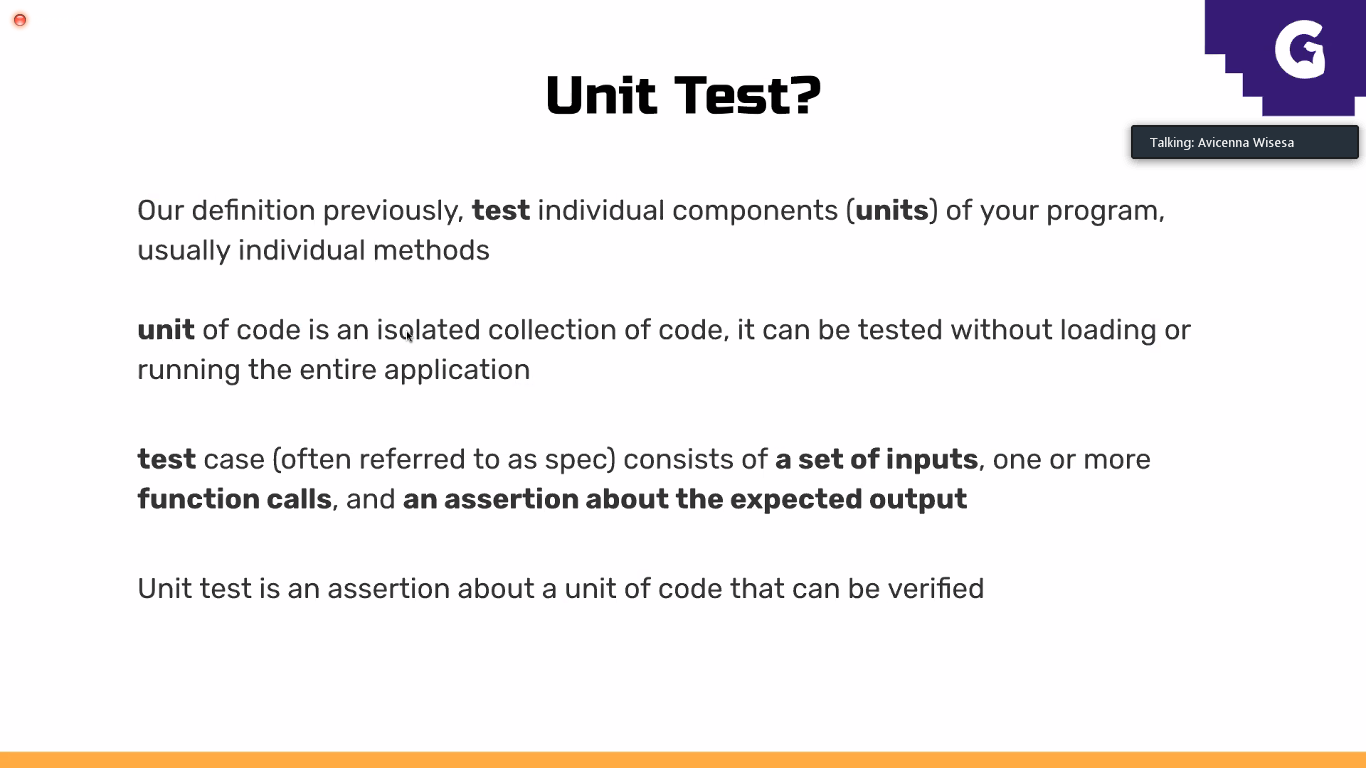 G
Unit Test?
Talking: Avicenna Wisesa
Our definition previously, test individual components (units) of your program,
usually individual methods
unit of code is an isolated collection of code, it can be tested without loading or
running the entire application
test case (often referred to as spec) consists of a set of inputs, one or more
function calls, and an assertion about the expected output
Unit test is an assertion about a unit of code that can be verified